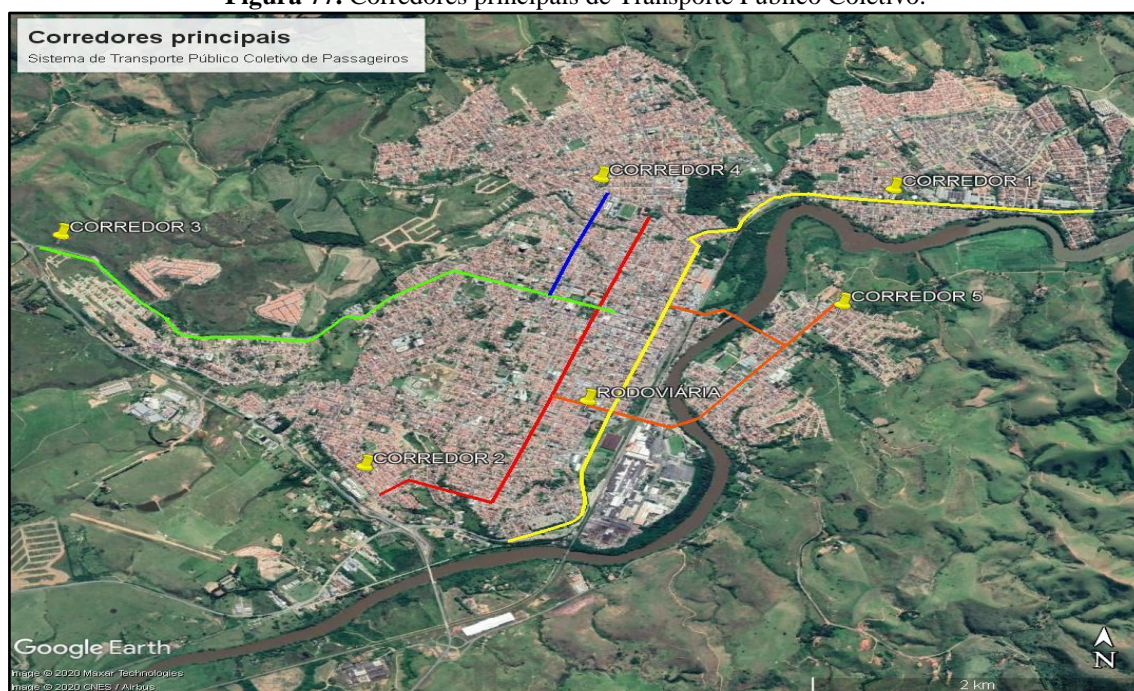 Figura 77. Corredores principais de Transporte Público Coletivo.
Corredores principais
Sistema de Transporte Público Coletivo de Passageiros
CORREDOR 4
CORREDOR 1
CORREDOR 3
CORREDOR 5
RODOVIÁRIA
CORREDOR 2
Google Earth
Image © 2020 Maxar Technologies
Image © 2020 CNES / Airbus
N
2 km